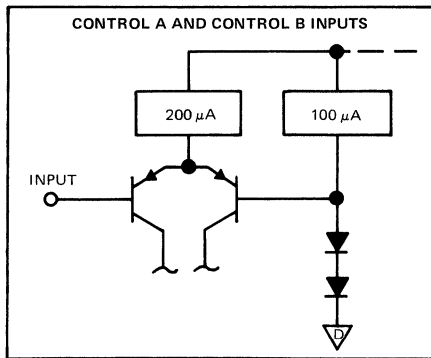 CONTROL A AND CONTROL B INPUTS
200 μA
100 μA
INPUT
D